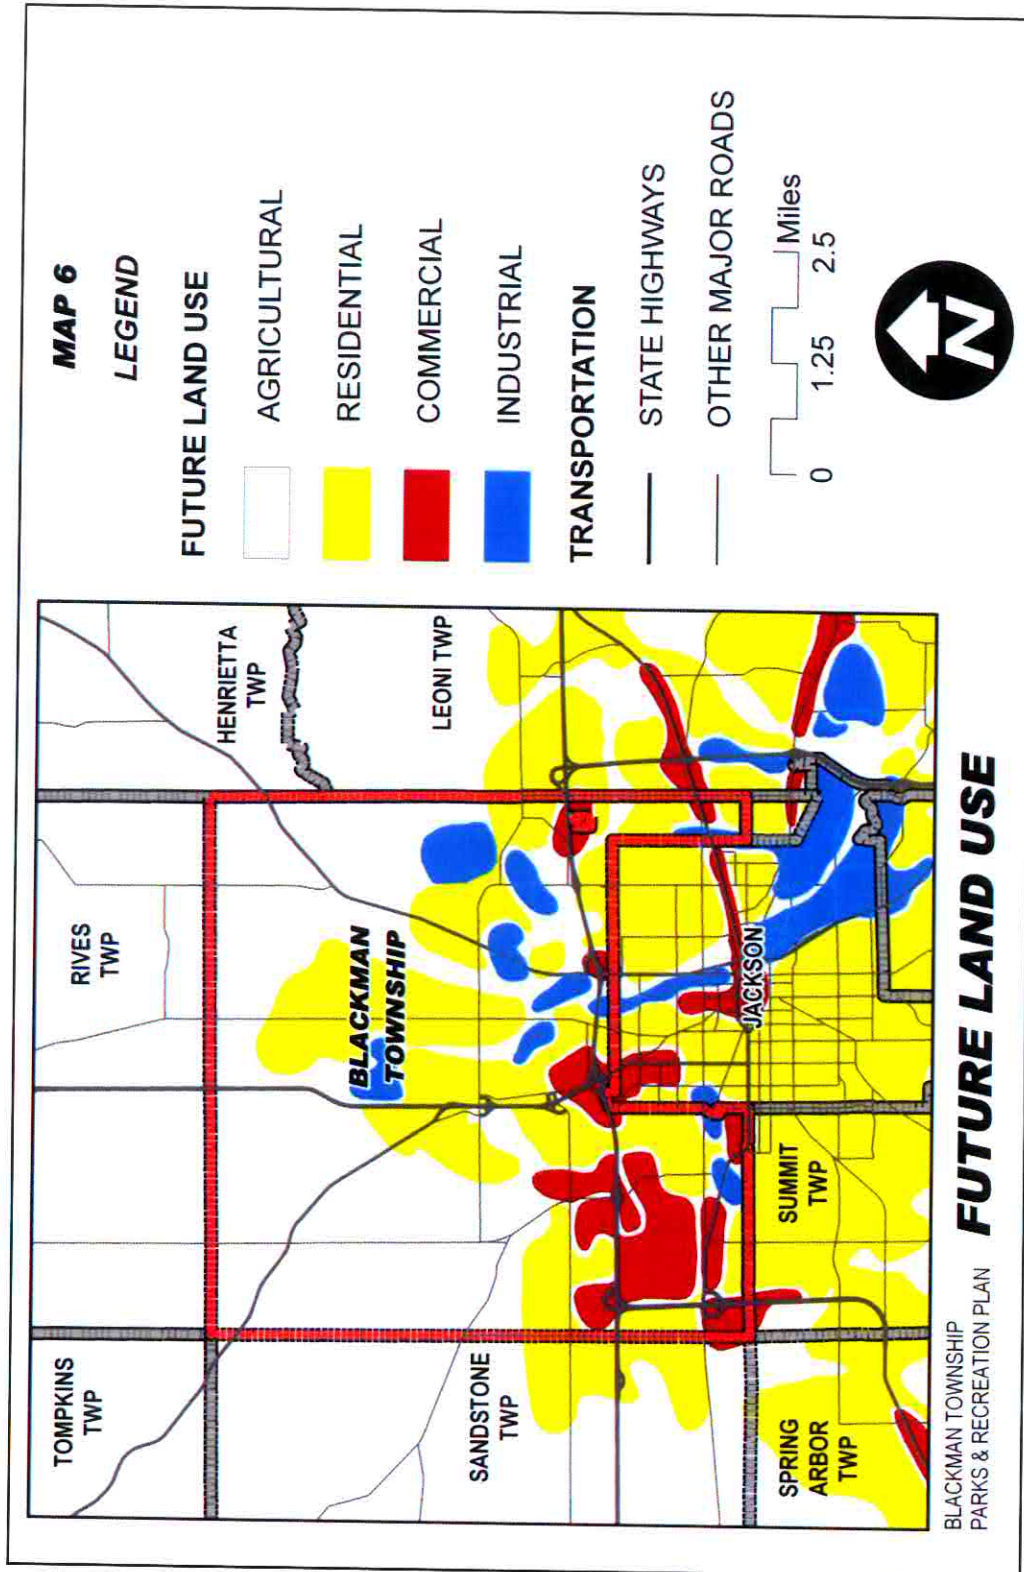 MAP 6
LEGEND
FUTURE LAND USE
AGRICULTURAL
RESIDENTIAL
COMMERCIAL
INDUSTRIAL
TRANSPORTATION
STATE HIGHWAYS
OTHER MAJOR ROADS
0 1.25 2.5
Miles
N
TOMPKINS
TWP
RIVES
TWP
HENRIETTA
TWP
BLACKMAN
TOWNSHIP
LEONI TWP
SANDSTONE
TWP
JACKSON
SPRING
ARBOR
TWP
SUMMIT
TWP
BLACKMAN TOWNSHIP
PARKS & RECREATION PLAN
FUTURE LAND USE